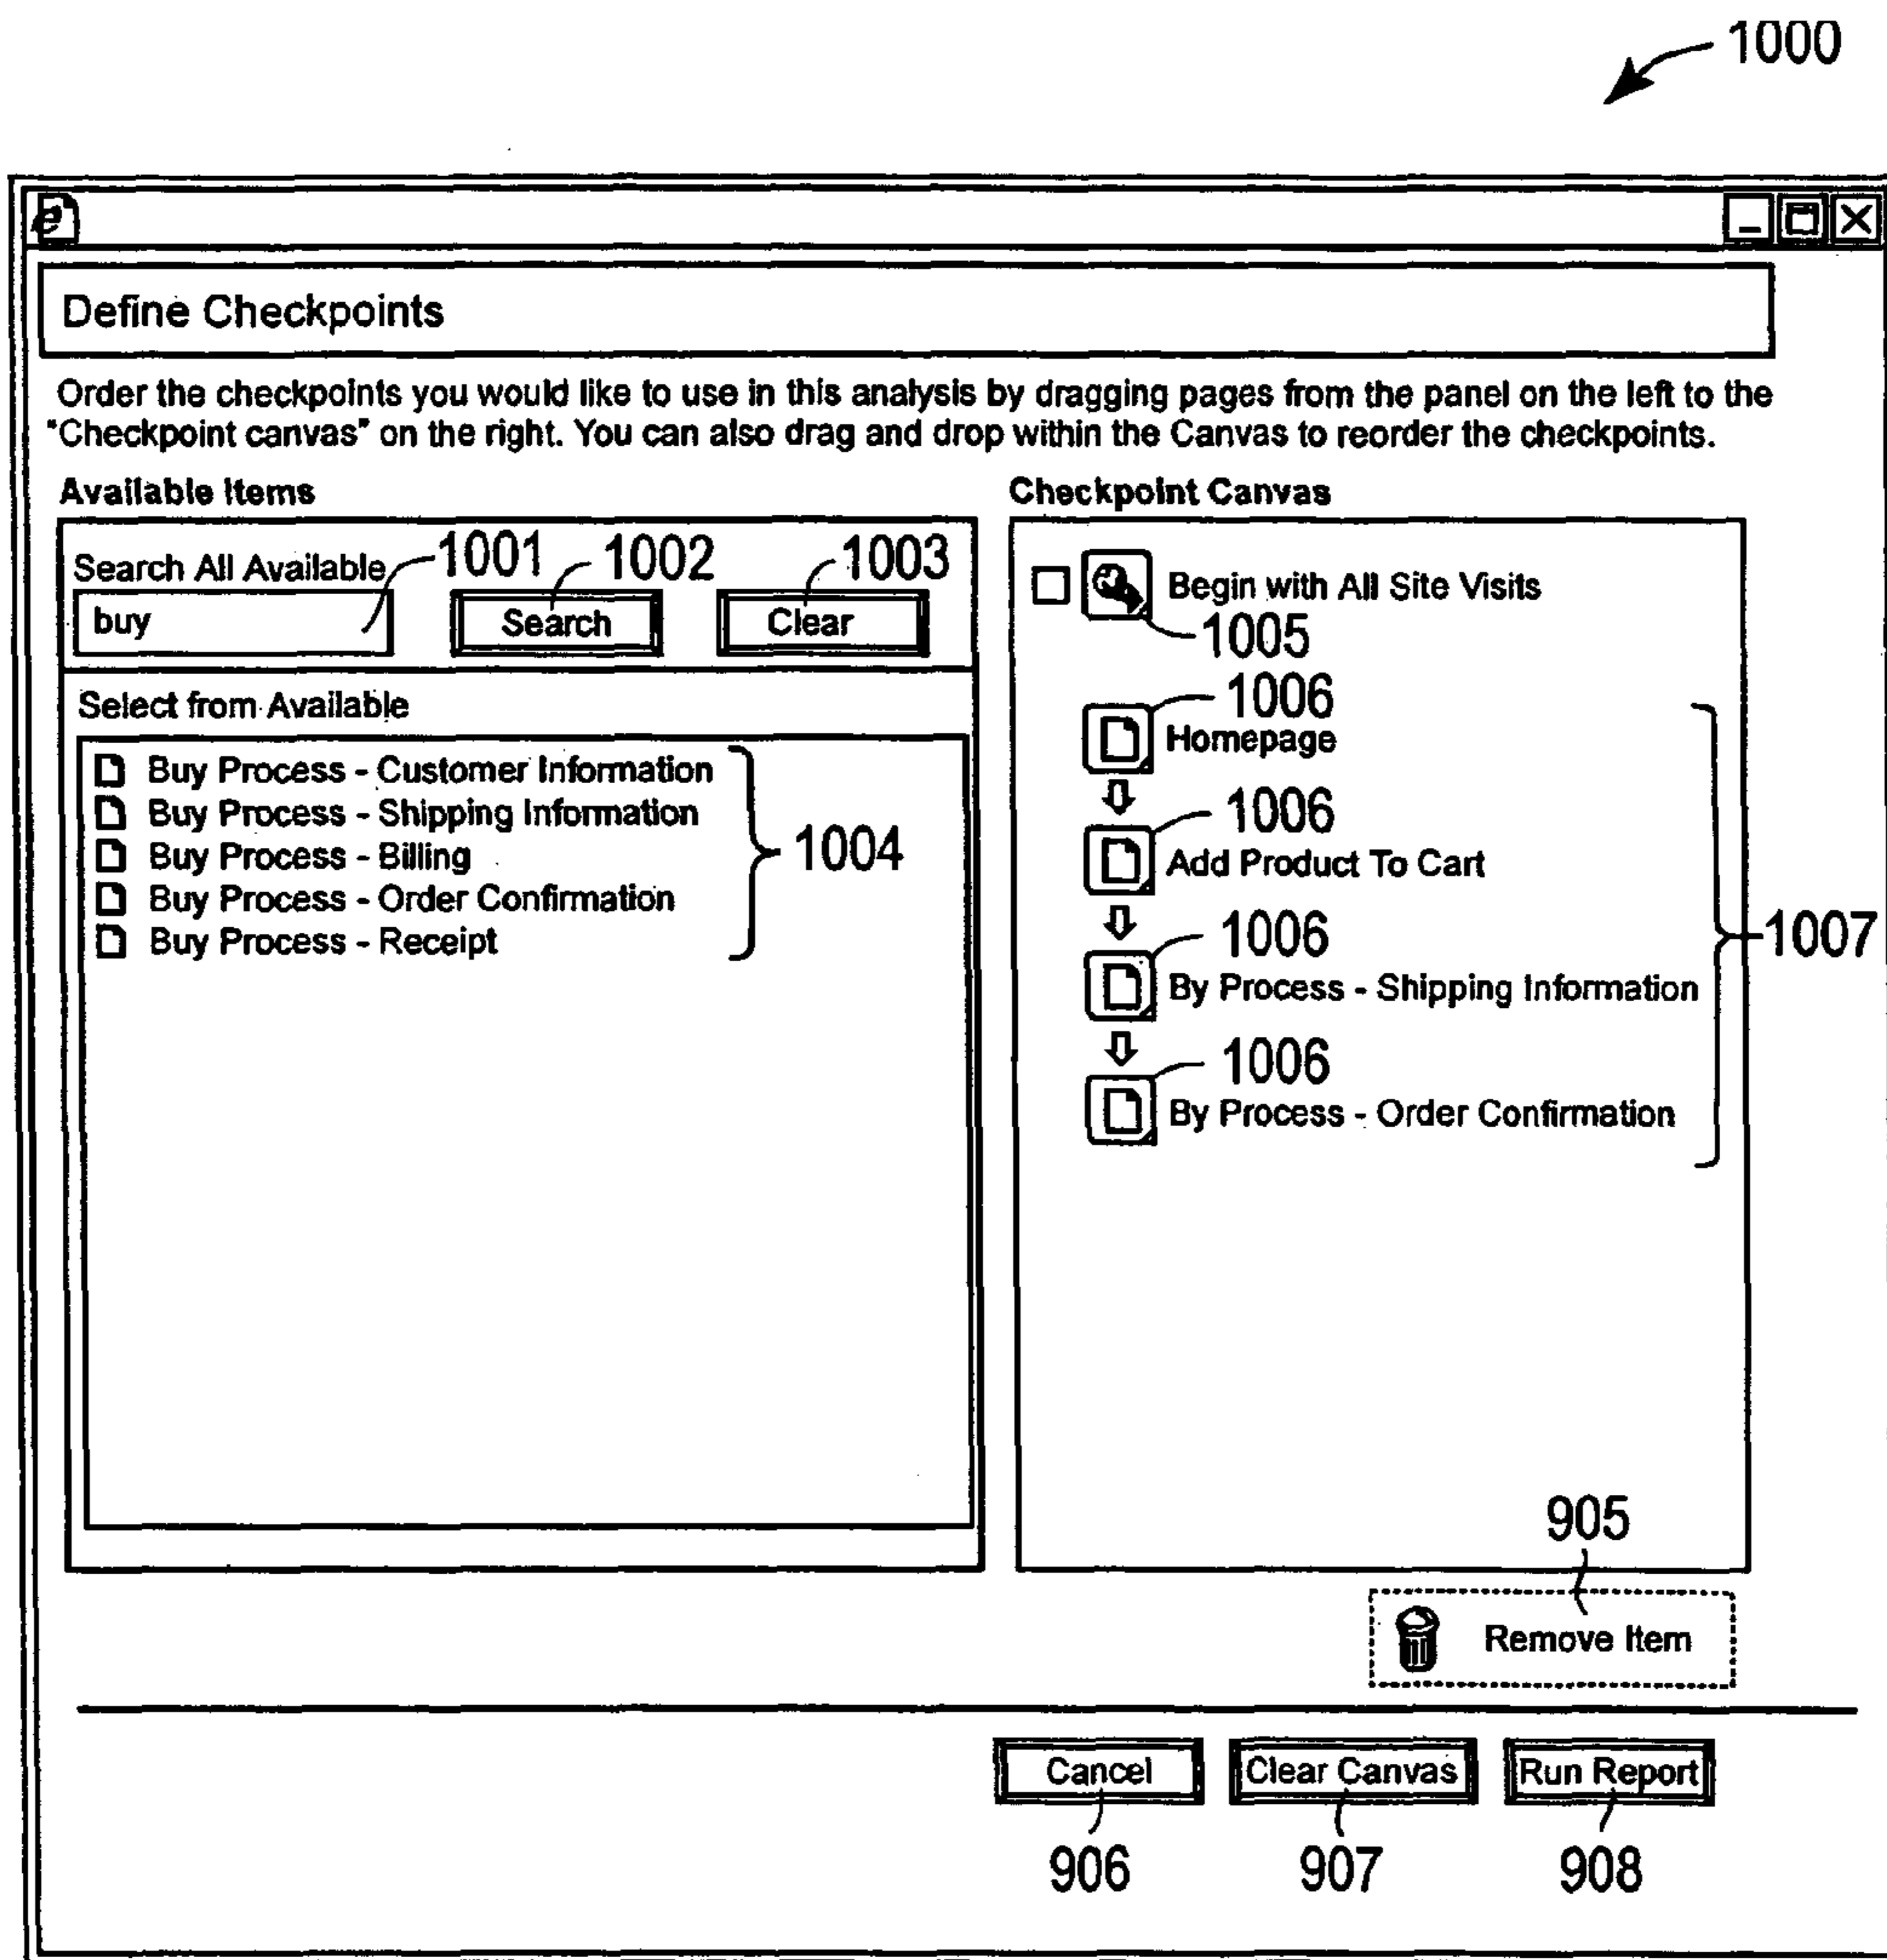 1000
Define Checkpoints
Order the checkpoints you would like to use in this analysis by dragging pages from the panel on the left to the
"Checkpoint canvas" on the right. You can also drag and drop within the Canvas to reorder the checkpoints.
Available Items
Search All Available
1001
1002
1003
buy
Search
Clear
Select from Available
Buy Process - Customer Information
Buy Process - Shipping Information
Buy Process - Billing
Buy Process - Order Confirmation
Buy Process - Receipt
1004
Checkpoint Canvas
Begin with All Site Visits
1005
1006
Homepage
1006
Add Product To Cart
1006
By Process - Shipping Information
1006
By Process - Order Confirmation
1007
905
Remove Item
Cancel
Clear Canvas
Run Report
906
907
908